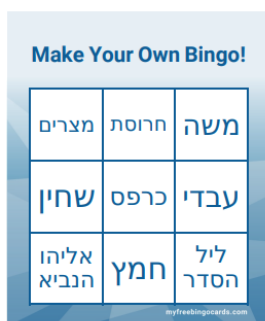 Make Your Own Bingo!
משה
חרוסת
מצרים
עבדי
כרפס
שחין
ליל
הסדר
חמץ
אליהו
הנביא
myfreebingocards.com